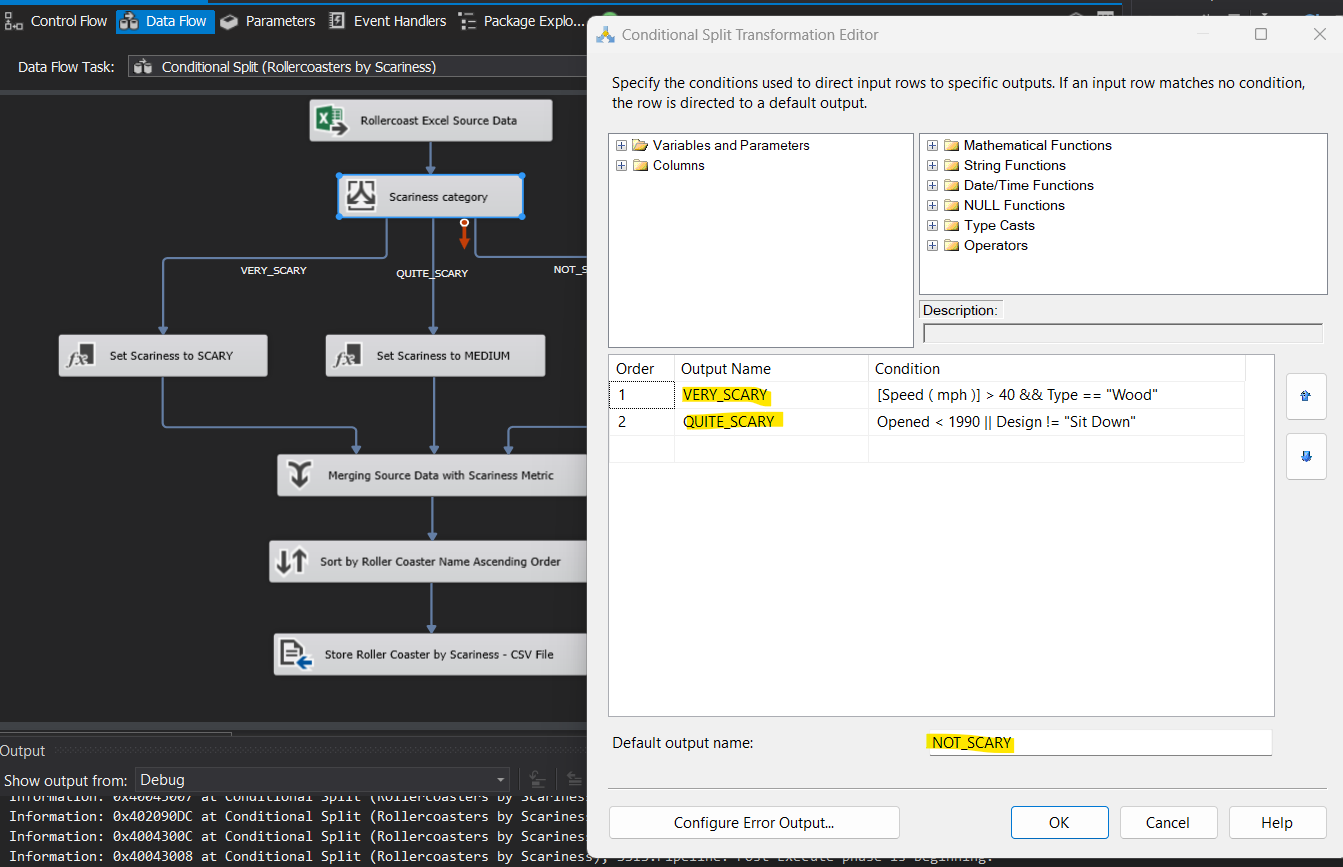 Control Flow
Data Flow
Parameters
Event Handlers
Package Explo...
Data Flow Task:
Conditional Split (Rollercoasters by Scariness)
Rollercoast Excel Source Data
Scariness category
VERY_SCARY
QUITE_SCARY
NOT_S
Set Scariness to SCARY
Set Scariness to MEDIUM
Merging Source Data with Scariness Metric
Sort by Roller Coaster Name Ascending Order
Store Roller Coaster by Scariness - CSV File
Output
Show output from:
Debug
Information: 0x40043007 at Conditional Split (Rollercoasters by Scarines
Information: 0x402090DC at Conditional Split (Rollercoasters by Scarines
Information: 0x4004300C at Conditional Split (Rollercoasters by Scarines
Information: 0x40043008 at Conditional Split (Rollercoasters by Scariness), SSIS.Pipeline: Post Execute phase is beginning.
Conditional Split Transformation Editor
Specify the conditions used to direct input rows to specific outputs. If an input row matches no condition,
the row is directed to a default output.
Variables and Parameters
Columns
Mathematical Functions
String Functions
Date/Time Functions
NULL Functions
Type Casts
Operators
Description:
Order Output Name Condition
1 VERY_SCARY [Speed ( mph )] > 40 && Type == "Wood"
2 QUITE_SCARY Opened < 1990 || Design != "Sit Down"
Default output name:
NOT_SCARY
Configure Error Output...
OK
Cancel
Help